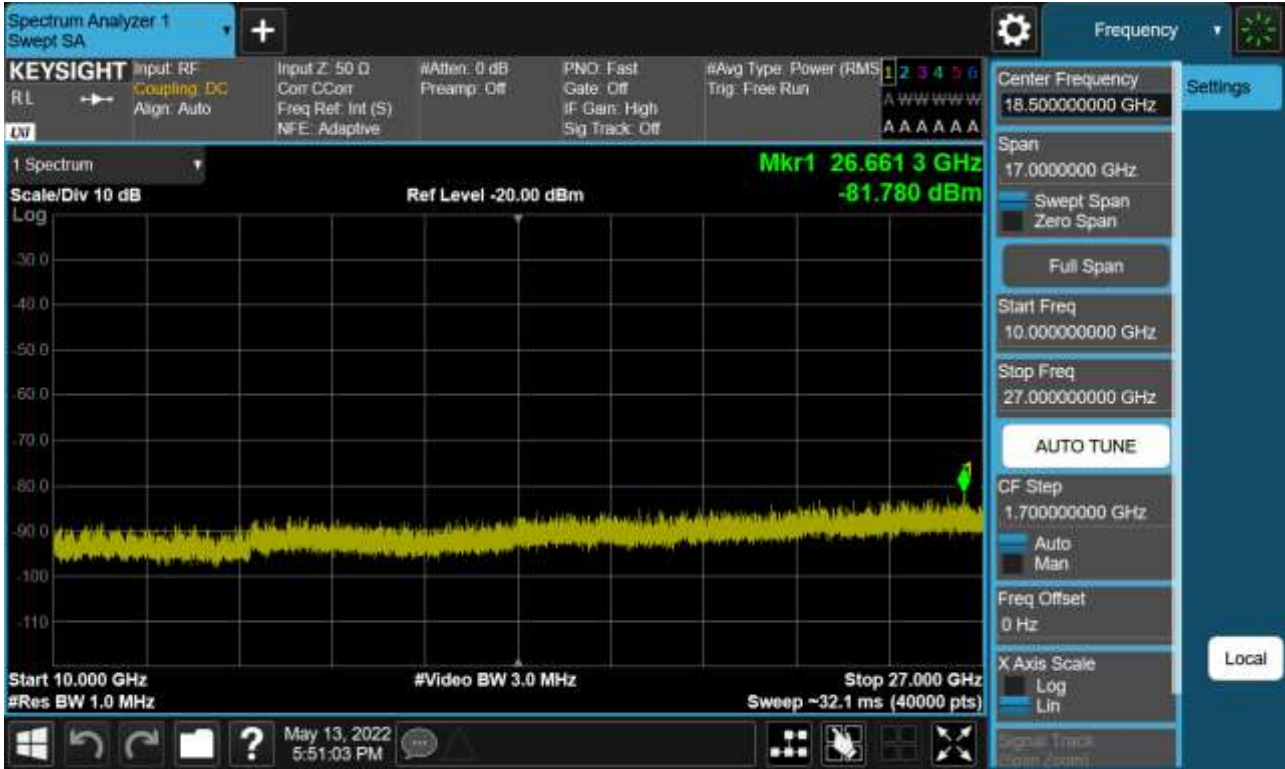 Spectrum Analyzer 1
Swept SA
+
Frequency
KEYSIGHT
RL
LXI
Input: RF
Coupling: DC
Align: Auto
Input Z: 50 Ω
Corr CCorr
Freq Ref: Int (S)
NFE: Adaptive
#Atten: 0 dB
Preamp: Off
PNO: Fast
Gate: Off
IF Gain: High
Sig Track: Off
#Avg Type: Power (RMS
Trig: Free Run
1 2 3 4 5 6
A W W W W W
A A A A A A
1 Spectrum
Scale/Div 10 dB
Ref Level -20.00 dBm
Mkr1 26.661 3 GHz
-81.780 dBm
Log
-30.0
-40.0
-50.0
-60.0
-70.0
-80.0
-90.0
-100
-110
Start 10.000 GHz
#Video BW 3.0 MHz
Stop 27.000 GHz
#Res BW 1.0 MHz
Sweep ~32.1 ms (40000 pts)
Center Frequency
18.500000000 GHz
Settings
Span
17.0000000 GHz
Swept Span
Zero Span
Full Span
Start Freq
10.000000000 GHz
Stop Freq
27.000000000 GHz
AUTO TUNE
CF Step
1.700000000 GHz
Auto
Man
Freq Offset
0 Hz
X Axis Scale
Log
Lin
Local
Signal Track
(Span Zoom)
?
May 13, 2022
5:51:03 PM